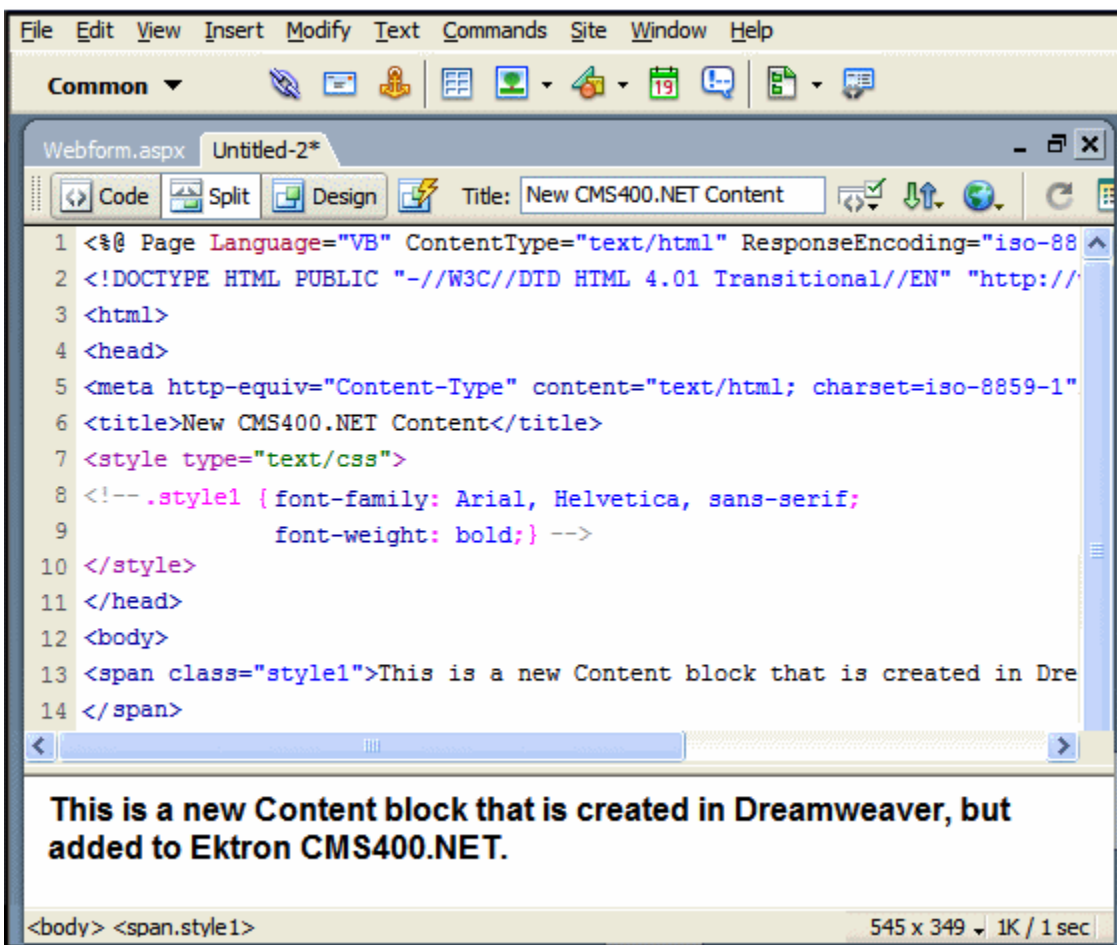 File Edit View Insert Modify Text Commands Site Window Help
Common
19
Webform.aspx Untitled-2*
Code Split Design Title: New CMS400.NET Content
1 <%@ Page Language="VB" ContentType="text/html" ResponseEncoding="iso-88
2 <!DOCTYPE HTML PUBLIC "-//W3C//DTD HTML 4.01 Transitional//EN" "http://
3 <html>
4 <head>
5 <meta http-equiv="Content-Type" content="text/html; charset=iso-8859-1"
6 <title>New CMS400.NET Content</title>
7 <style type="text/css">
8 <!-- .style1 { font-family: Arial, Helvetica, sans-serif;
9 font-weight: bold;} -->
10 </style>
11 </head>
12 <body>
13 <span class="style1">This is a new Content block that is created in Dre
14 </span>
This is a new Content block that is created in Dreamweaver, but
added to Ektron CMS400.NET.
<body> <span.style1> 545 x 349 1K / 1 sec